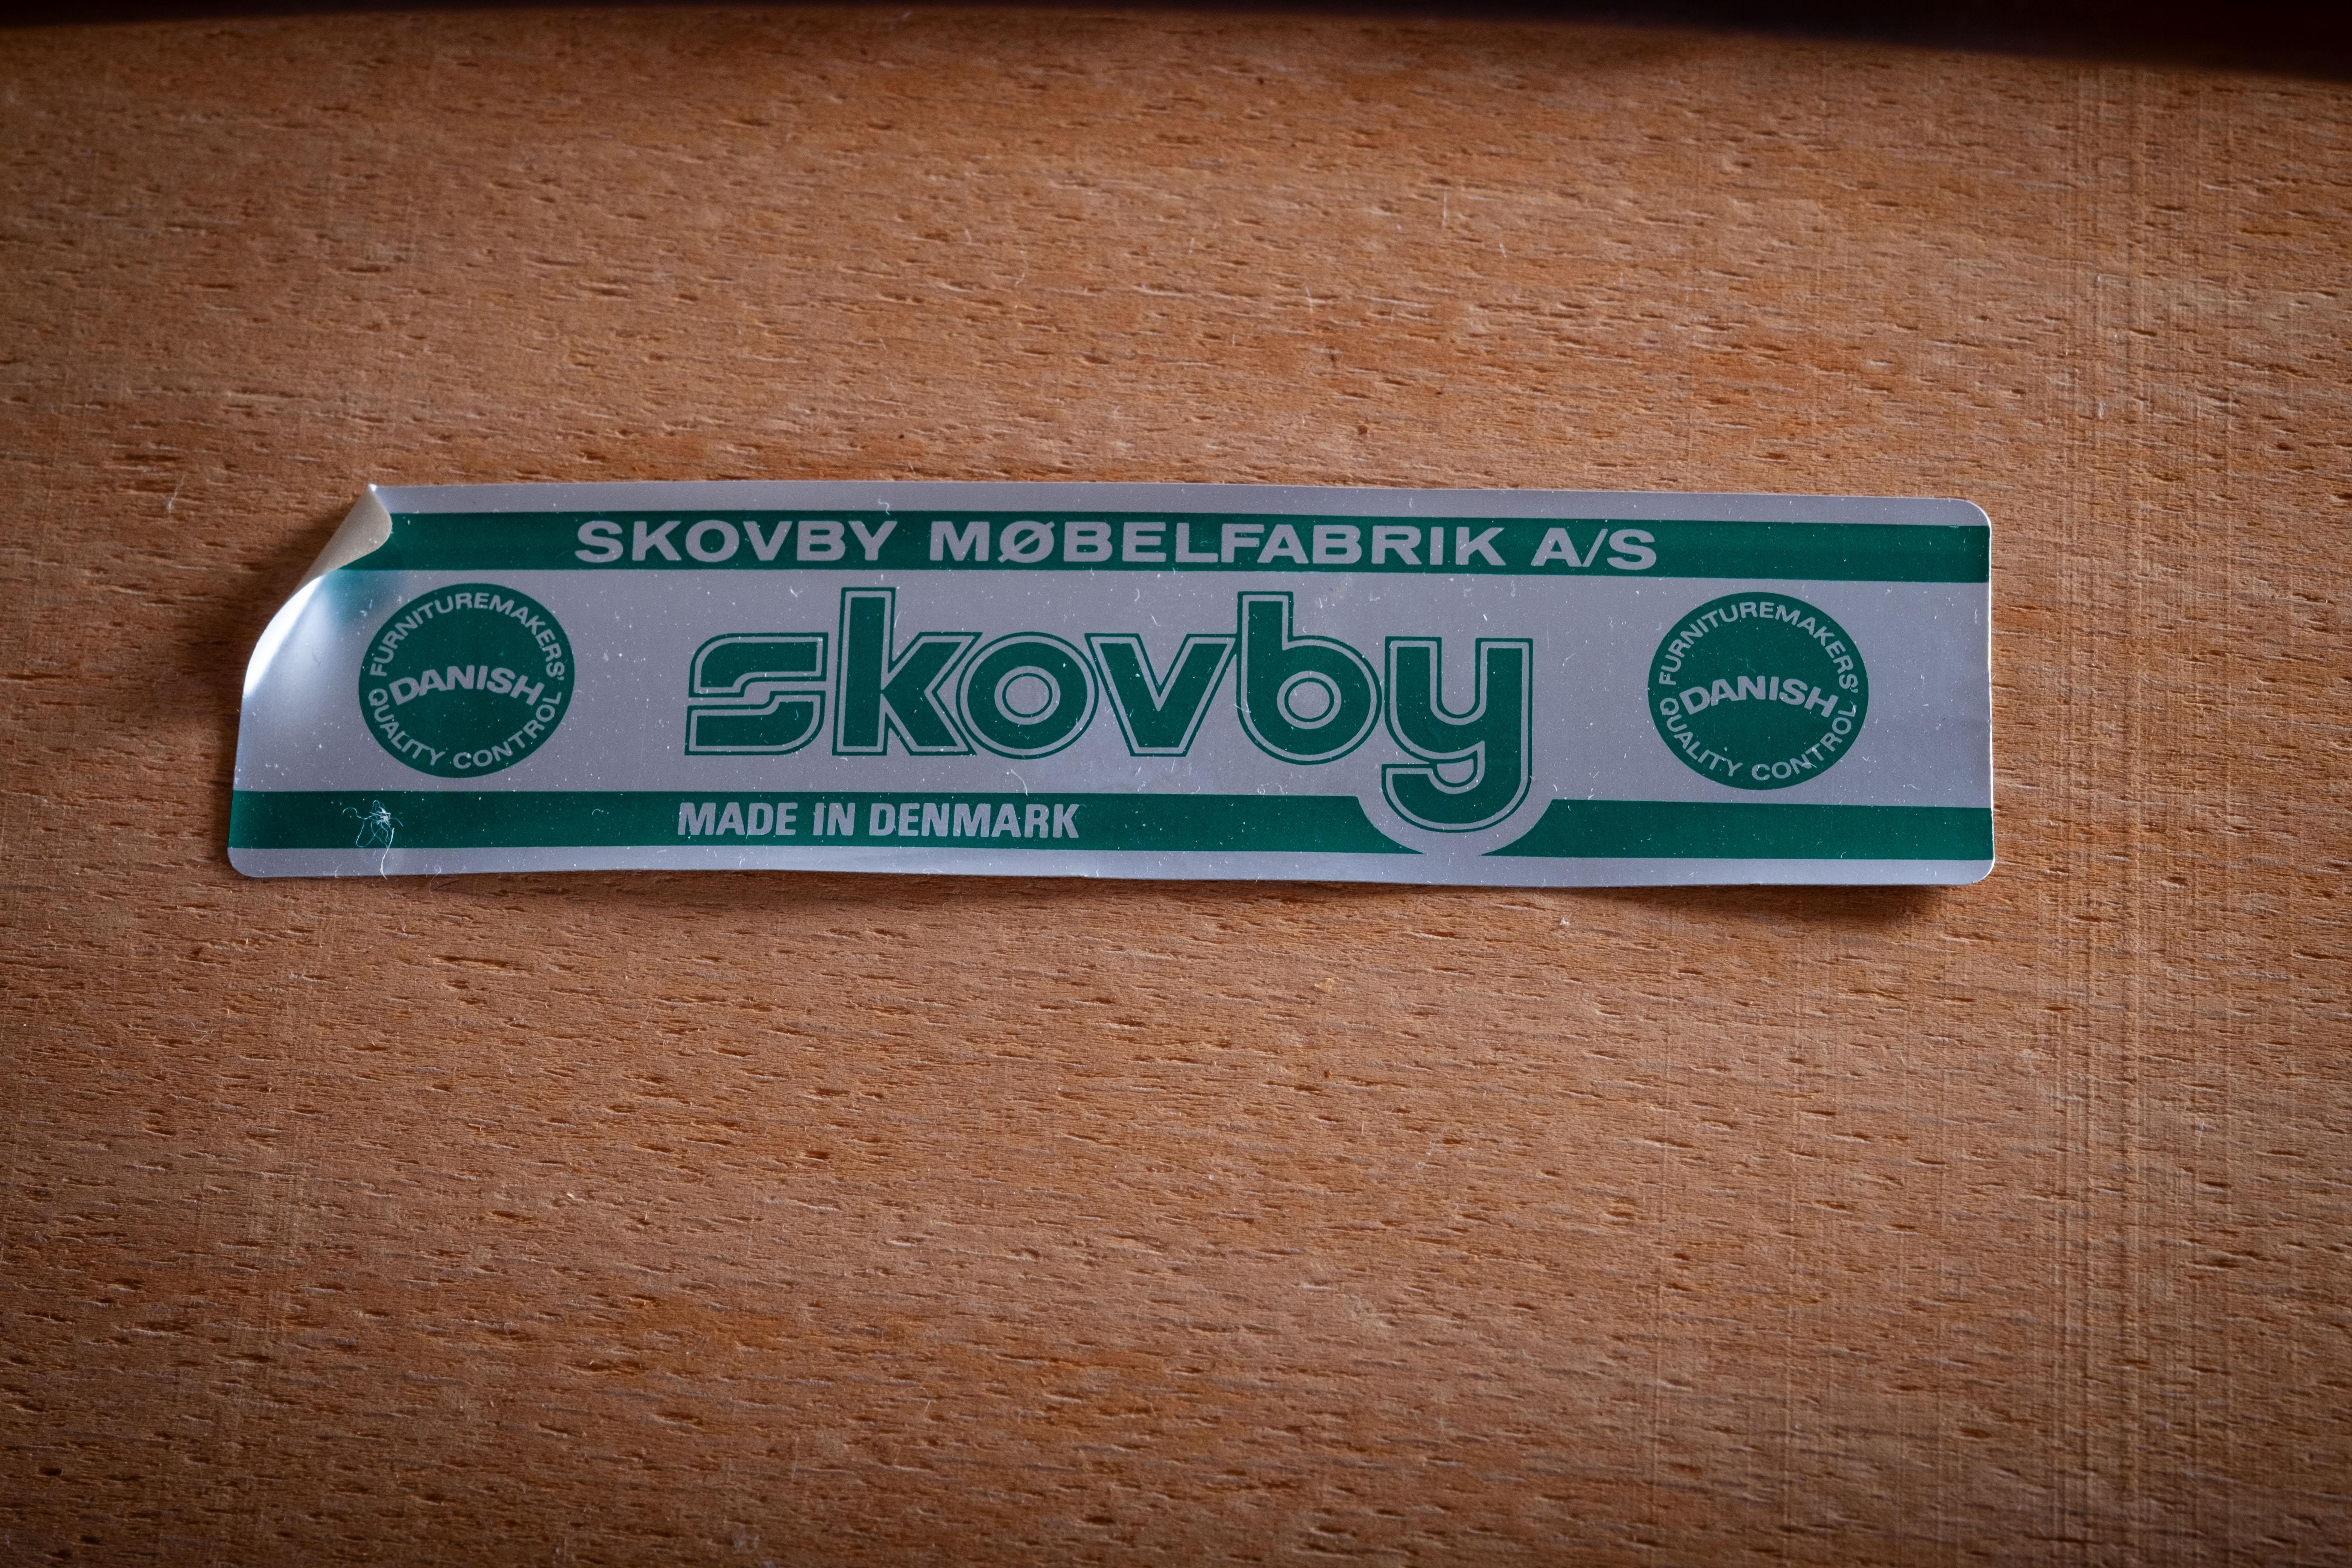 SKOVBY MØBELFABRIK A/S
FURNITUREMAKERS'
DANISH
QUALITY CONTROL
skovby
FURNITUREMAKERS'
DANISH
QUALITY CONTROL
MADE IN DENMARK